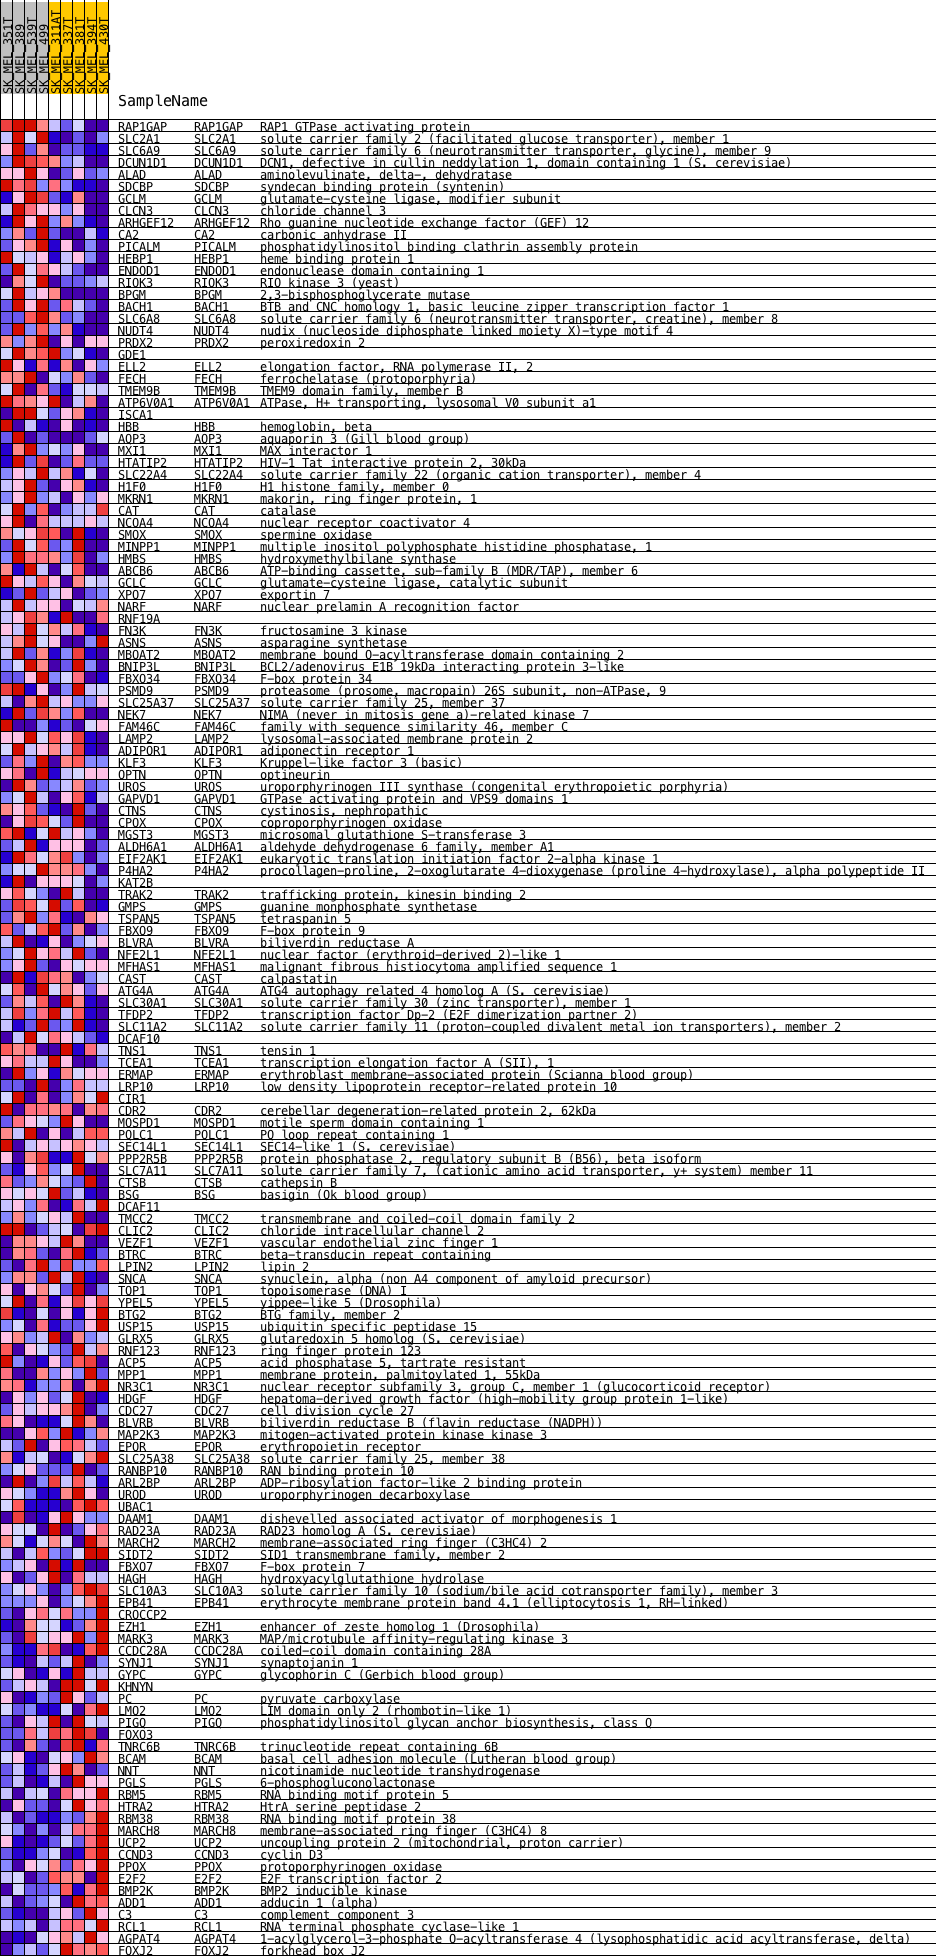 SK_MEL_351T
SK_MEL_389
SK_MEL_539T
SK_MEL_499
SK_MEL_311AT
SK_MEL_337T
SK_MEL_381T
SK_MEL_394T
SK_MEL_430T
SampleName
RAP1GAP RAP1GAP RAP1 GTPase activating protein
SLC2A1 SLC2A1 solute carrier family 2 (facilitated glucose transporter), member 1
SLC6A9 SLC6A9 solute carrier family 6 (neurotransmitter transporter, glycine), member 9
DCUN1D1 DCUN1D1 DCN1, defective in cullin neddylation 1, domain containing 1 (S. cerevisiae)
ALAD ALAD aminolevulinate, delta-, dehydratase
SDCBP SDCBP syndecan binding protein (syntenin)
GCLM GCLM glutamate-cysteine ligase, modifier subunit
CLCN3 CLCN3 chloride channel 3
ARHGEF12 ARHGEF12 Rho guanine nucleotide exchange factor (GEF) 12
CA2 CA2 carbonic anhydrase II
PICALM PICALM phosphatidylinositol binding clathrin assembly protein
HEBP1 HEBP1 heme binding protein 1
ENDOD1 ENDOD1 endonuclease domain containing 1
RIOK3 RIOK3 RIO kinase 3 (yeast)
BPGM BPGM 2,3-bisphosphoglycerate mutase
BACH1 BACH1 BTB and CNC homology 1, basic leucine zipper transcription factor 1
SLC6A8 SLC6A8 solute carrier family 6 (neurotransmitter transporter, creatine), member 8
NUDT4 NUDT4 nudix (nucleoside diphosphate linked moiety X)-type motif 4
PRDX2 PRDX2 peroxiredoxin 2
GDE1
ELL2 ELL2 elongation factor, RNA polymerase II, 2
FECH FECH ferrochelatase (protoporphyria)
TMEM9B TMEM9B TMEM9 domain family, member B
ATP6V0A1 ATP6V0A1 ATPase, H+ transporting, lysosomal V0 subunit a1
ISCA1
HBB HBB hemoglobin, beta
AQP3 AQP3 aquaporin 3 (Gill blood group)
MXI1 MXI1 MAX interactor 1
HTATIP2 HTATIP2 HIV-1 Tat interactive protein 2, 30kDa
SLC22A4 SLC22A4 solute carrier family 22 (organic cation transporter), member 4
H1F0 H1F0 H1 histone family, member 0
MKRN1 MKRN1 makorin, ring finger protein, 1
CAT CAT catalase
NCOA4 NCOA4 nuclear receptor coactivator 4
SMOX SMOX spermine oxidase
MINPP1 MINPP1 multiple inositol polyphosphate histidine phosphatase, 1
HMBS HMBS hydroxymethylbilane synthase
ABCB6 ABCB6 ATP-binding cassette, sub-family B (MDR/TAP), member 6
GCLC GCLC glutamate-cysteine ligase, catalytic subunit
XPO7 XPO7 exportin 7
NARF NARF nuclear prelamin A recognition factor
RNF19A
FN3K FN3K fructosamine 3 kinase
ASNS ASNS asparagine synthetase
MBOAT2 MBOAT2 membrane bound O-acyltransferase domain containing 2
BNIP3L BNIP3L BCL2/adenovirus E1B 19kDa interacting protein 3-like
FBXO34 FBXO34 F-box protein 34
PSMD9 PSMD9 proteasome (prosome, macropain) 26S subunit, non-ATPase, 9
SLC25A37 SLC25A37 solute carrier family 25, member 37
NEK7 NEK7 NIMA (never in mitosis gene a)-related kinase 7
FAM46C FAM46C family with sequence similarity 46, member C
LAMP2 LAMP2 lysosomal-associated membrane protein 2
ADIPOR1 ADIPOR1 adiponectin receptor 1
KLF3 KLF3 Kruppel-like factor 3 (basic)
OPTN OPTN optineurin
UROS UROS uroporphyrinogen III synthase (congenital erythropoietic porphyria)
GAPVD1 GAPVD1 GTPase activating protein and VPS9 domains 1
CTNS CTNS cystinosis, nephropathic
CPOX CPOX coproporphyrinogen oxidase
MGST3 MGST3 microsomal glutathione S-transferase 3
ALDH6A1 ALDH6A1 aldehyde dehydrogenase 6 family, member A1
EIF2AK1 EIF2AK1 eukaryotic translation initiation factor 2-alpha kinase 1
P4HA2 P4HA2 procollagen-proline, 2-oxoglutarate 4-dioxygenase (proline 4-hydroxylase), alpha polypeptide II
KAT2B
TRAK2 TRAK2 trafficking protein, kinesin binding 2
GMPS GMPS guanine monphosphate synthetase
TSPAN5 TSPAN5 tetraspanin 5
FBXO9 FBXO9 F-box protein 9
BLVRA BLVRA biliverdin reductase A
NFE2L1 NFE2L1 nuclear factor (erythroid-derived 2)-like 1
MFHAS1 MFHAS1 malignant fibrous histiocytoma amplified sequence 1
CAST CAST calpastatin
ATG4A ATG4A ATG4 autophagy related 4 homolog A (S. cerevisiae)
SLC30A1 SLC30A1 solute carrier family 30 (zinc transporter), member 1
TFDP2 TFDP2 transcription factor Dp-2 (E2F dimerization partner 2)
SLC11A2 SLC11A2 solute carrier family 11 (proton-coupled divalent metal ion transporters), member 2
DCAF10
TNS1 TNS1 tensin 1
TCEA1 TCEA1 transcription elongation factor A (SII), 1
ERMAP ERMAP erythroblast membrane-associated protein (Scianna blood group)
LRP10 LRP10 low density lipoprotein receptor-related protein 10
CIR1
CDR2 CDR2 cerebellar degeneration-related protein 2, 62kDa
MOSPD1 MOSPD1 motile sperm domain containing 1
POLC1 POLC1 PO loop repeat containing 1
SEC14L1 SEC14L1 SEC14-like 1 (S. cerevisiae)
PPP2R5B PPP2R5B protein phosphatase 2, regulatory subunit B (B56), beta isoform
SLC7A11 SLC7A11 solute carrier family 7, (cationic amino acid transporter, y+ system) member 11
CTSB CTSB cathepsin B
BSG BSG basigin (Ok blood group)
DCAF11
TMCC2 TMCC2 transmembrane and coiled-coil domain family 2
CLIC2 CLIC2 chloride intracellular channel 2
VEZF1 VEZF1 vascular endothelial zinc finger 1
BTRC BTRC beta-transducin repeat containing
LPIN2 LPIN2 lipin 2
SNCA SNCA synuclein, alpha (non A4 component of amyloid precursor)
TOP1 TOP1 topoisomerase (DNA) I
YPEL5 YPEL5 yippee-like 5 (Drosophila)
BTG2 BTG2 BTG family, member 2
USP15 USP15 ubiquitin specific peptidase 15
GLRX5 GLRX5 glutaredoxin 5 homolog (S. cerevisiae)
RNF123 RNF123 ring finger protein 123
ACP5 ACP5 acid phosphatase 5, tartrate resistant
MPP1 MPP1 membrane protein, palmitoylated 1, 55kDa
NR3C1 NR3C1 nuclear receptor subfamily 3, group C, member 1 (glucocorticoid receptor)
HDGF HDGF hepatoma-derived growth factor (high-mobility group protein 1-like)
CDC27 CDC27 cell division cycle 27
BLVRB BLVRB biliverdin reductase B (flavin reductase (NADPH))
MAP2K3 MAP2K3 mitogen-activated protein kinase kinase 3
EPOR EPOR erythropoietin receptor
SLC25A38 SLC25A38 solute carrier family 25, member 38
RANBP10 RANBP10 RAN binding protein 10
ARL2BP ARL2BP ADP-ribosylation factor-like 2 binding protein
UROD UROD uroporphyrinogen decarboxylase
UBAC1
DAAM1 DAAM1 dishevelled associated activator of morphogenesis 1
RAD23A RAD23A RAD23 homolog A (S. cerevisiae)
MARCH2 MARCH2 membrane-associated ring finger (C3HC4) 2
SIDT2 SIDT2 SID1 transmembrane family, member 2
FBXO7 FBXO7 F-box protein 7
HAGH HAGH hydroxyacylglutathione hydrolase
SLC10A3 SLC10A3 solute carrier family 10 (sodium/bile acid cotransporter family), member 3
EPB41 EPB41 erythrocyte membrane protein band 4.1 (elliptocytosis 1, RH-linked)
CROCCP2
EZH1 EZH1 enhancer of zeste homolog 1 (Drosophila)
MARK3 MARK3 MAP/microtubule affinity-regulating kinase 3
CCDC28A CCDC28A coiled-coil domain containing 28A
SYNJ1 SYNJ1 synaptojanin 1
GYPC GYPC glycophorin C (Gerbich blood group)
KHNYN
PC PC pyruvate carboxylase
LMO2 LMO2 LIM domain only 2 (rhombotin-like 1)
PIGQ PIGQ phosphatidylinositol glycan anchor biosynthesis, class Q
FOXO3
TNRC6B TNRC6B trinucleotide repeat containing 6B
BCAM BCAM basal cell adhesion molecule (Lutheran blood group)
NNT NNT nicotinamide nucleotide transhydrogenase
PGLS PGLS 6-phosphogluconolactonase
RBM5 RBM5 RNA binding motif protein 5
HTRA2 HTRA2 HtrA serine peptidase 2
RBM38 RBM38 RNA binding motif protein 38
MARCH8 MARCH8 membrane-associated ring finger (C3HC4) 8
UCP2 UCP2 uncoupling protein 2 (mitochondrial, proton carrier)
CCND3 CCND3 cyclin D3
PPOX PPOX protoporphyrinogen oxidase
E2F2 E2F2 E2F transcription factor 2
BMP2K BMP2K BMP2 inducible kinase
ADD1 ADD1 adducin 1 (alpha)
C3 C3 complement component 3
RCL1 RCL1 RNA terminal phosphate cyclase-like 1
AGPAT4 AGPAT4 1-acylglycerol-3-phosphate O-acyltransferase 4 (lysophosphatidic acid acyltransferase, delta)
FOXJ2 FOXJ2 forkhead box J2